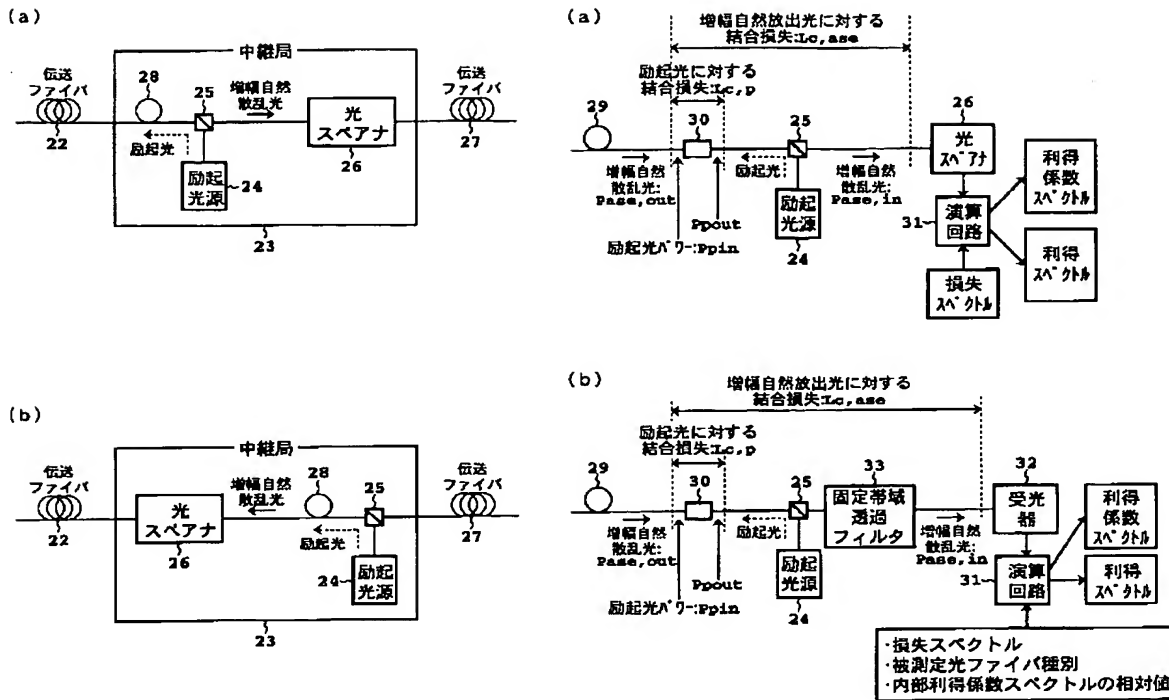 (a)
中継局
伝送
ファイバ
22
28
25
増幅自然
散乱光
励起光
励起
光源
24
光
スペアナ
26
伝送
ファイバ
27
23
(a)
増幅自然放出光に対する
結合損失:Lc,ase
励起光に対する
結合損失:Lc,p
29
30
25
26
光
スペアナ
増幅自然
散乱光:
Pase,out
励起光
増幅自然
散乱光:
Pase,in
Ppout
励起光パワー:Ppin
励起
光源
24
31
演算
回路
利得
係数
スペクトル
利得
スペクトル
損失
スペクトル
(b)
中継局
伝送
ファイバ
22
増幅自然
散乱光
28
25
光
スペアナ
26
励起光
24
励起
光源
伝送
ファイバ
27
23
(b)
増幅自然放出光に対する
結合損失:Lc,ase
励起光に対する
結合損失:Lc,p
29
30
25
33
固定帯域
透過
フィルタ
32
受光
器
増幅自然
散乱光:
Pase,out
励起光
増幅自然
散乱光:
Pase,in
Ppout
励起光パワー:Ppin
励起
光源
24
31
演算
回路
利得
係数
スペクトル
利得
スペクトル
・損失スペクトル
・被測定光ファイバ種別
・内部利得係数スペクトルの相対値